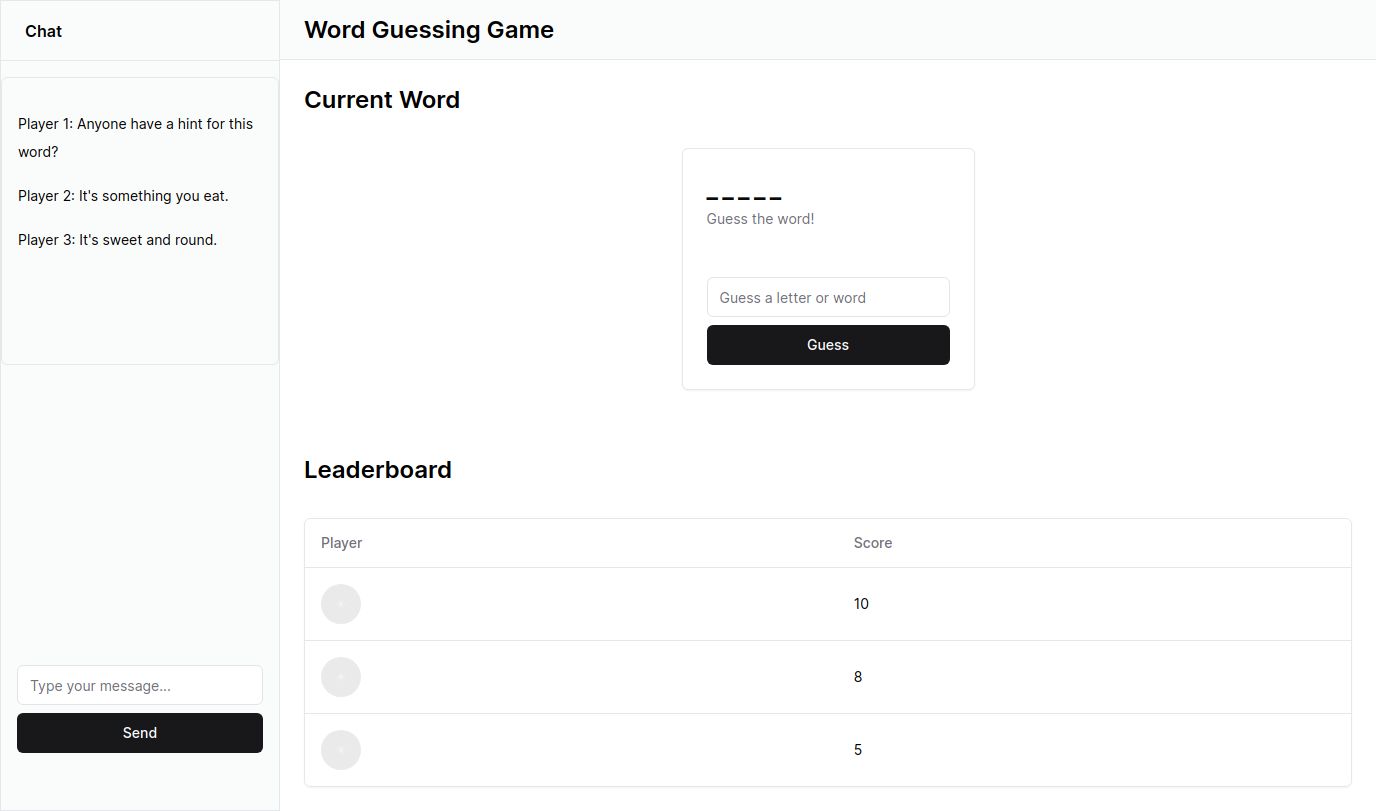 Chat
Player 1: Anyone have a hint for this
word?
Player 2: It's something you eat.
Player 3: It's sweet and round.
Type your message...
Send
Word Guessing Game
Current Word
_ _ _ _ _
Guess the word!
Guess a letter or word
Guess
Leaderboard
Player Score
10
8
5